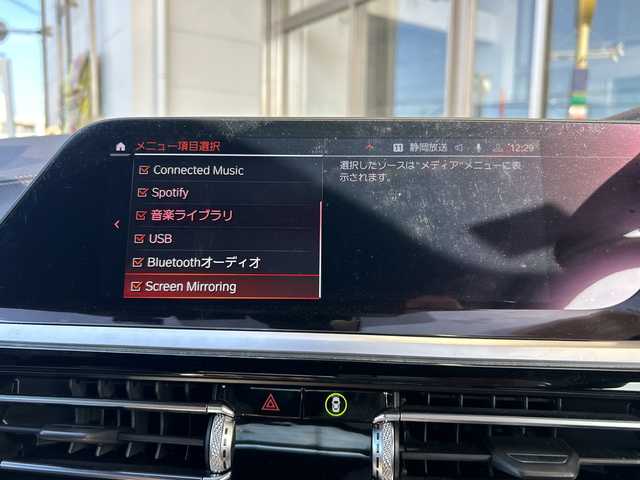 メニュー項目選択
11 静岡放送
12:29
Connected Music
Spotify
音楽ライブラリ
USB
Bluetoothオーディオ
Screen Mirroring
選択したソースは"メディア"メニューに表
示されます。